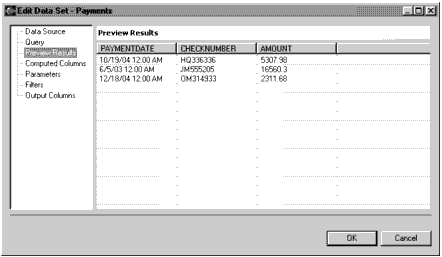 Edit Data Set - Payments
Data Source
Query
Preview Results
Computed Columns
Parameters
Filters
Output Columns
Preview Results
PAYMENTDATE CHECKNUMBER AMOUNT
10/19/04 12:00 AM HQ336336 5307.98
6/5/03 12:00 AM JM555205 16560.3
12/18/04 12:00 AM OM314933 2311.68
OK Cancel